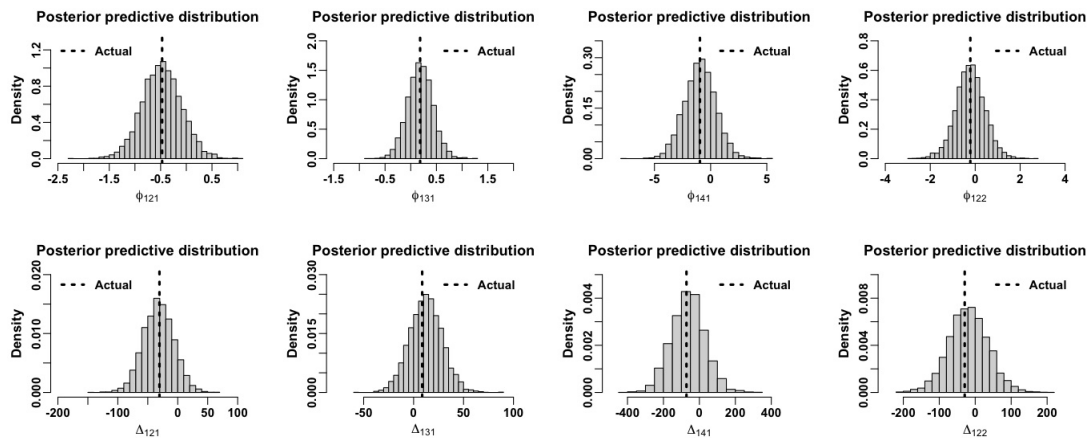 Posterior predictive distribution
Actual
Density
0.0 0.4 0.8 1.2
-2.5 -1.5 -0.5 0.5
ϕ121
Posterior predictive distribution
Actual
Density
0.0 0.5 1.0 1.5 2.0
-1.5 -0.5 0.5 1.5
ϕ131
Posterior predictive distribution
Actual
Density
0.00 0.15 0.30
-5 0 5
ϕ141
Posterior predictive distribution
Actual
Density
0.0 0.2 0.4 0.6 0.8
-4 -2 0 2 4
ϕ122
Posterior predictive distribution
Actual
Density
0.000 0.010 0.020
-200 -100 0 50 100
Δ121
Posterior predictive distribution
Actual
Density
0.000 0.015 0.030
-50 0 50 100
Δ131
Posterior predictive distribution
Actual
Density
0.000 0.002 0.004
-400 -200 0 200 400
Δ141
Posterior predictive distribution
Actual
Density
0.000 0.004 0.008
-200 -100 0 100 200
Δ122